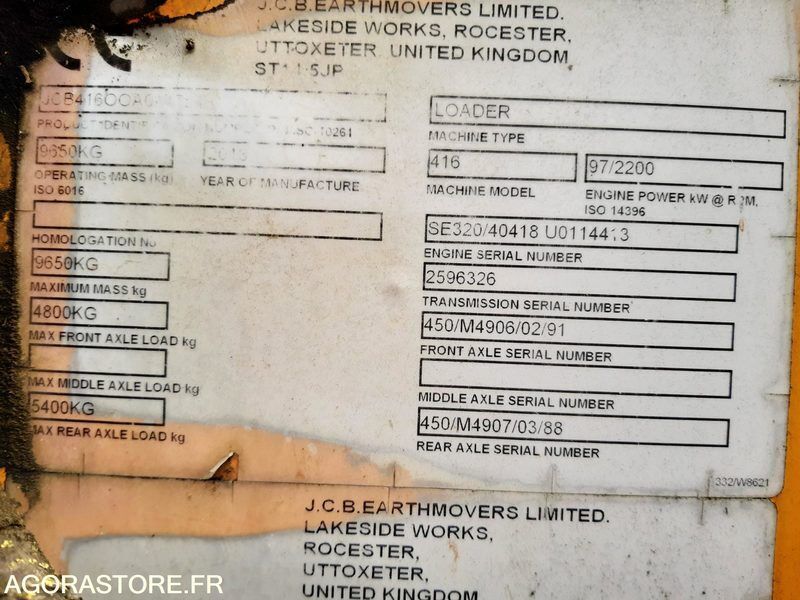 J.C.B.EARTHMOVERS LIMITED.
LAKESIDE WORKS, ROCESTER,
UTTOXETER, UNITED KINGDOM
9650KG
OPERATING MASS (kg)
ISO 6016
YEAR OF MANUFACTURE
HOMOLOGATION NO
9650KG
MAXIMUM MASS kg
4800KG
MAX FRONT AXLE LOAD kg
MAX MIDDLE AXLE LOAD kg
5400KG
MAX REAR AXLE LOAD kg
LOADER
MACHINE TYPE
416
MACHINE MODEL
97/2200
ENGINE POWER kW @ RPM,
ISO 14396
SE320/40418 U0114413
ENGINE SERIAL NUMBER
2596326
TRANSMISSION SERIAL NUMBER
450/M4906/02/91
FRONT AXLE SERIAL NUMBER
MIDDLE AXLE SERIAL NUMBER
450/M4907/03/88
REAR AXLE SERIAL NUMBER
332/W8621
J.C.B.EARTHMOVERS LIMITED.
LAKESIDE WORKS,
ROCESTER,
UTTOXETER,
UNITED KINGDOM
AGORASTORE.FR